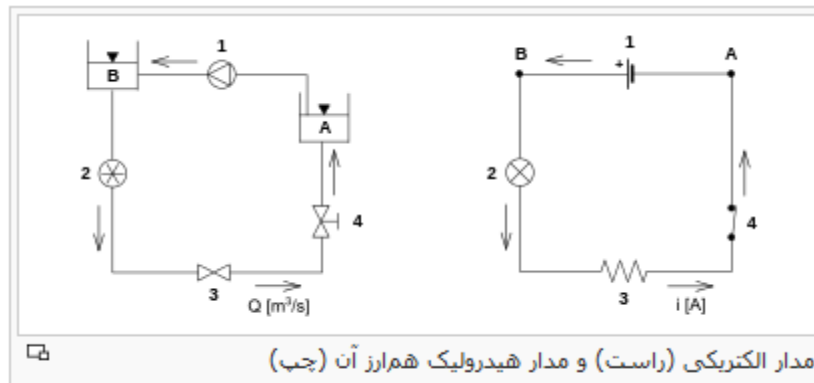 1
B
A
2
4
3
Q [m³/s]
1
B
+
A
2
4
3
i [A]
مدار الکتریکی (راست) و مدار هیدرولیک هم‌ارز آن (چپ)